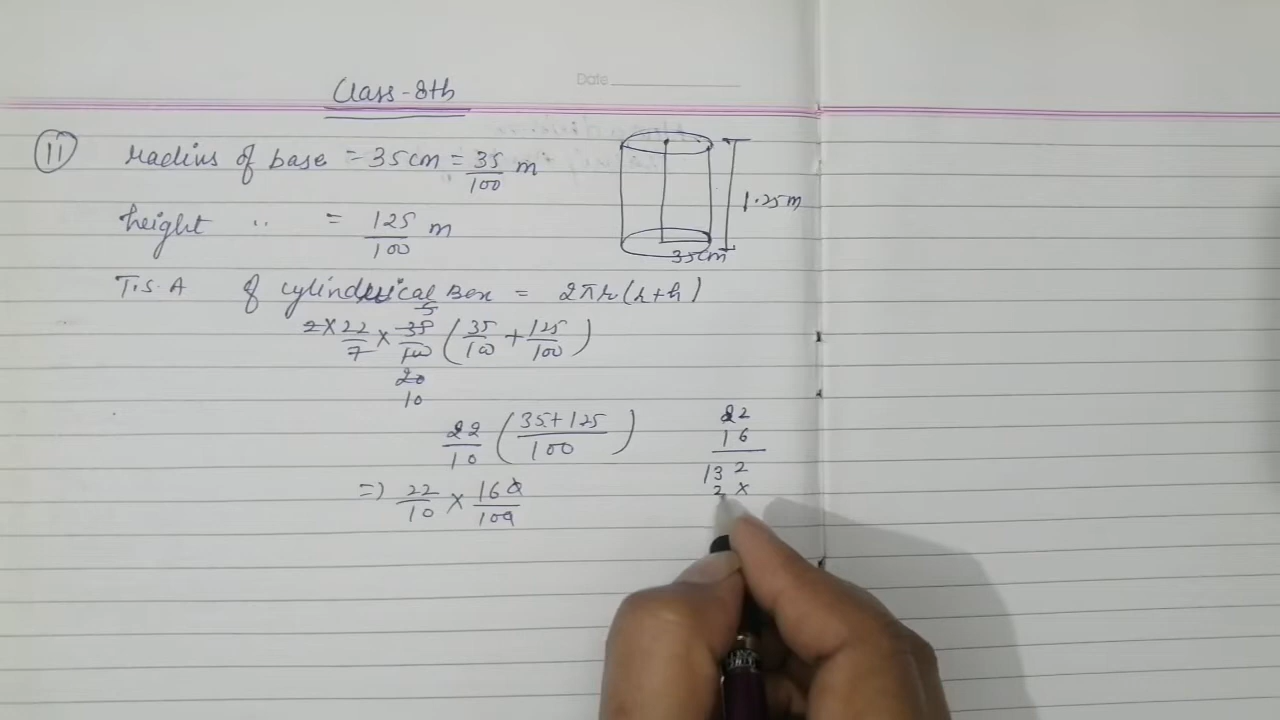 Date
Class-8th
11 radius of base = 35cm = 35/100 m
1.25m
height " = 125/100 m
35cm
T.S.A of cylindrical Box = 2πr(r+h)
2 × 22/7 × 35/100 (35/100 + 125/100)
5
20
10
22/10 (35+125/100)
22
16
132
2 ×
=) 22/10 × 160/100